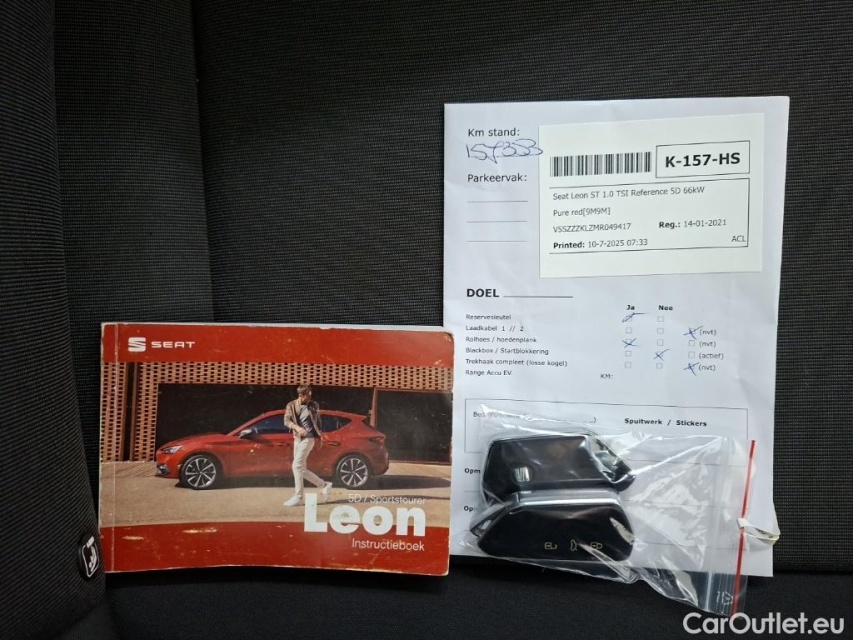 Km stand:
157353
Parkeervak:
K-157-HS
Seat Leon ST 1.0 TSI Reference 5D 66kW
Pure red[9M9M]
VSSZZZKLZMR049417 Reg.: 14-01-2021
Printed: 10-7-2025 07:33 ACL
DOEL
Ja Nee
Reservesleutel
Laadkabel 1 // 2 (nvt)
Rolhoes / hoedenplank (nvt)
Blackbox / Startblokkering (actief)
Trekhaak compleet (losse kogel) (nvt)
Range Accu EV KM:
Spuitwerk / Stickers
SEAT
5D / Sportstourer
Leon
Instructieboek
CarOutlet.eu